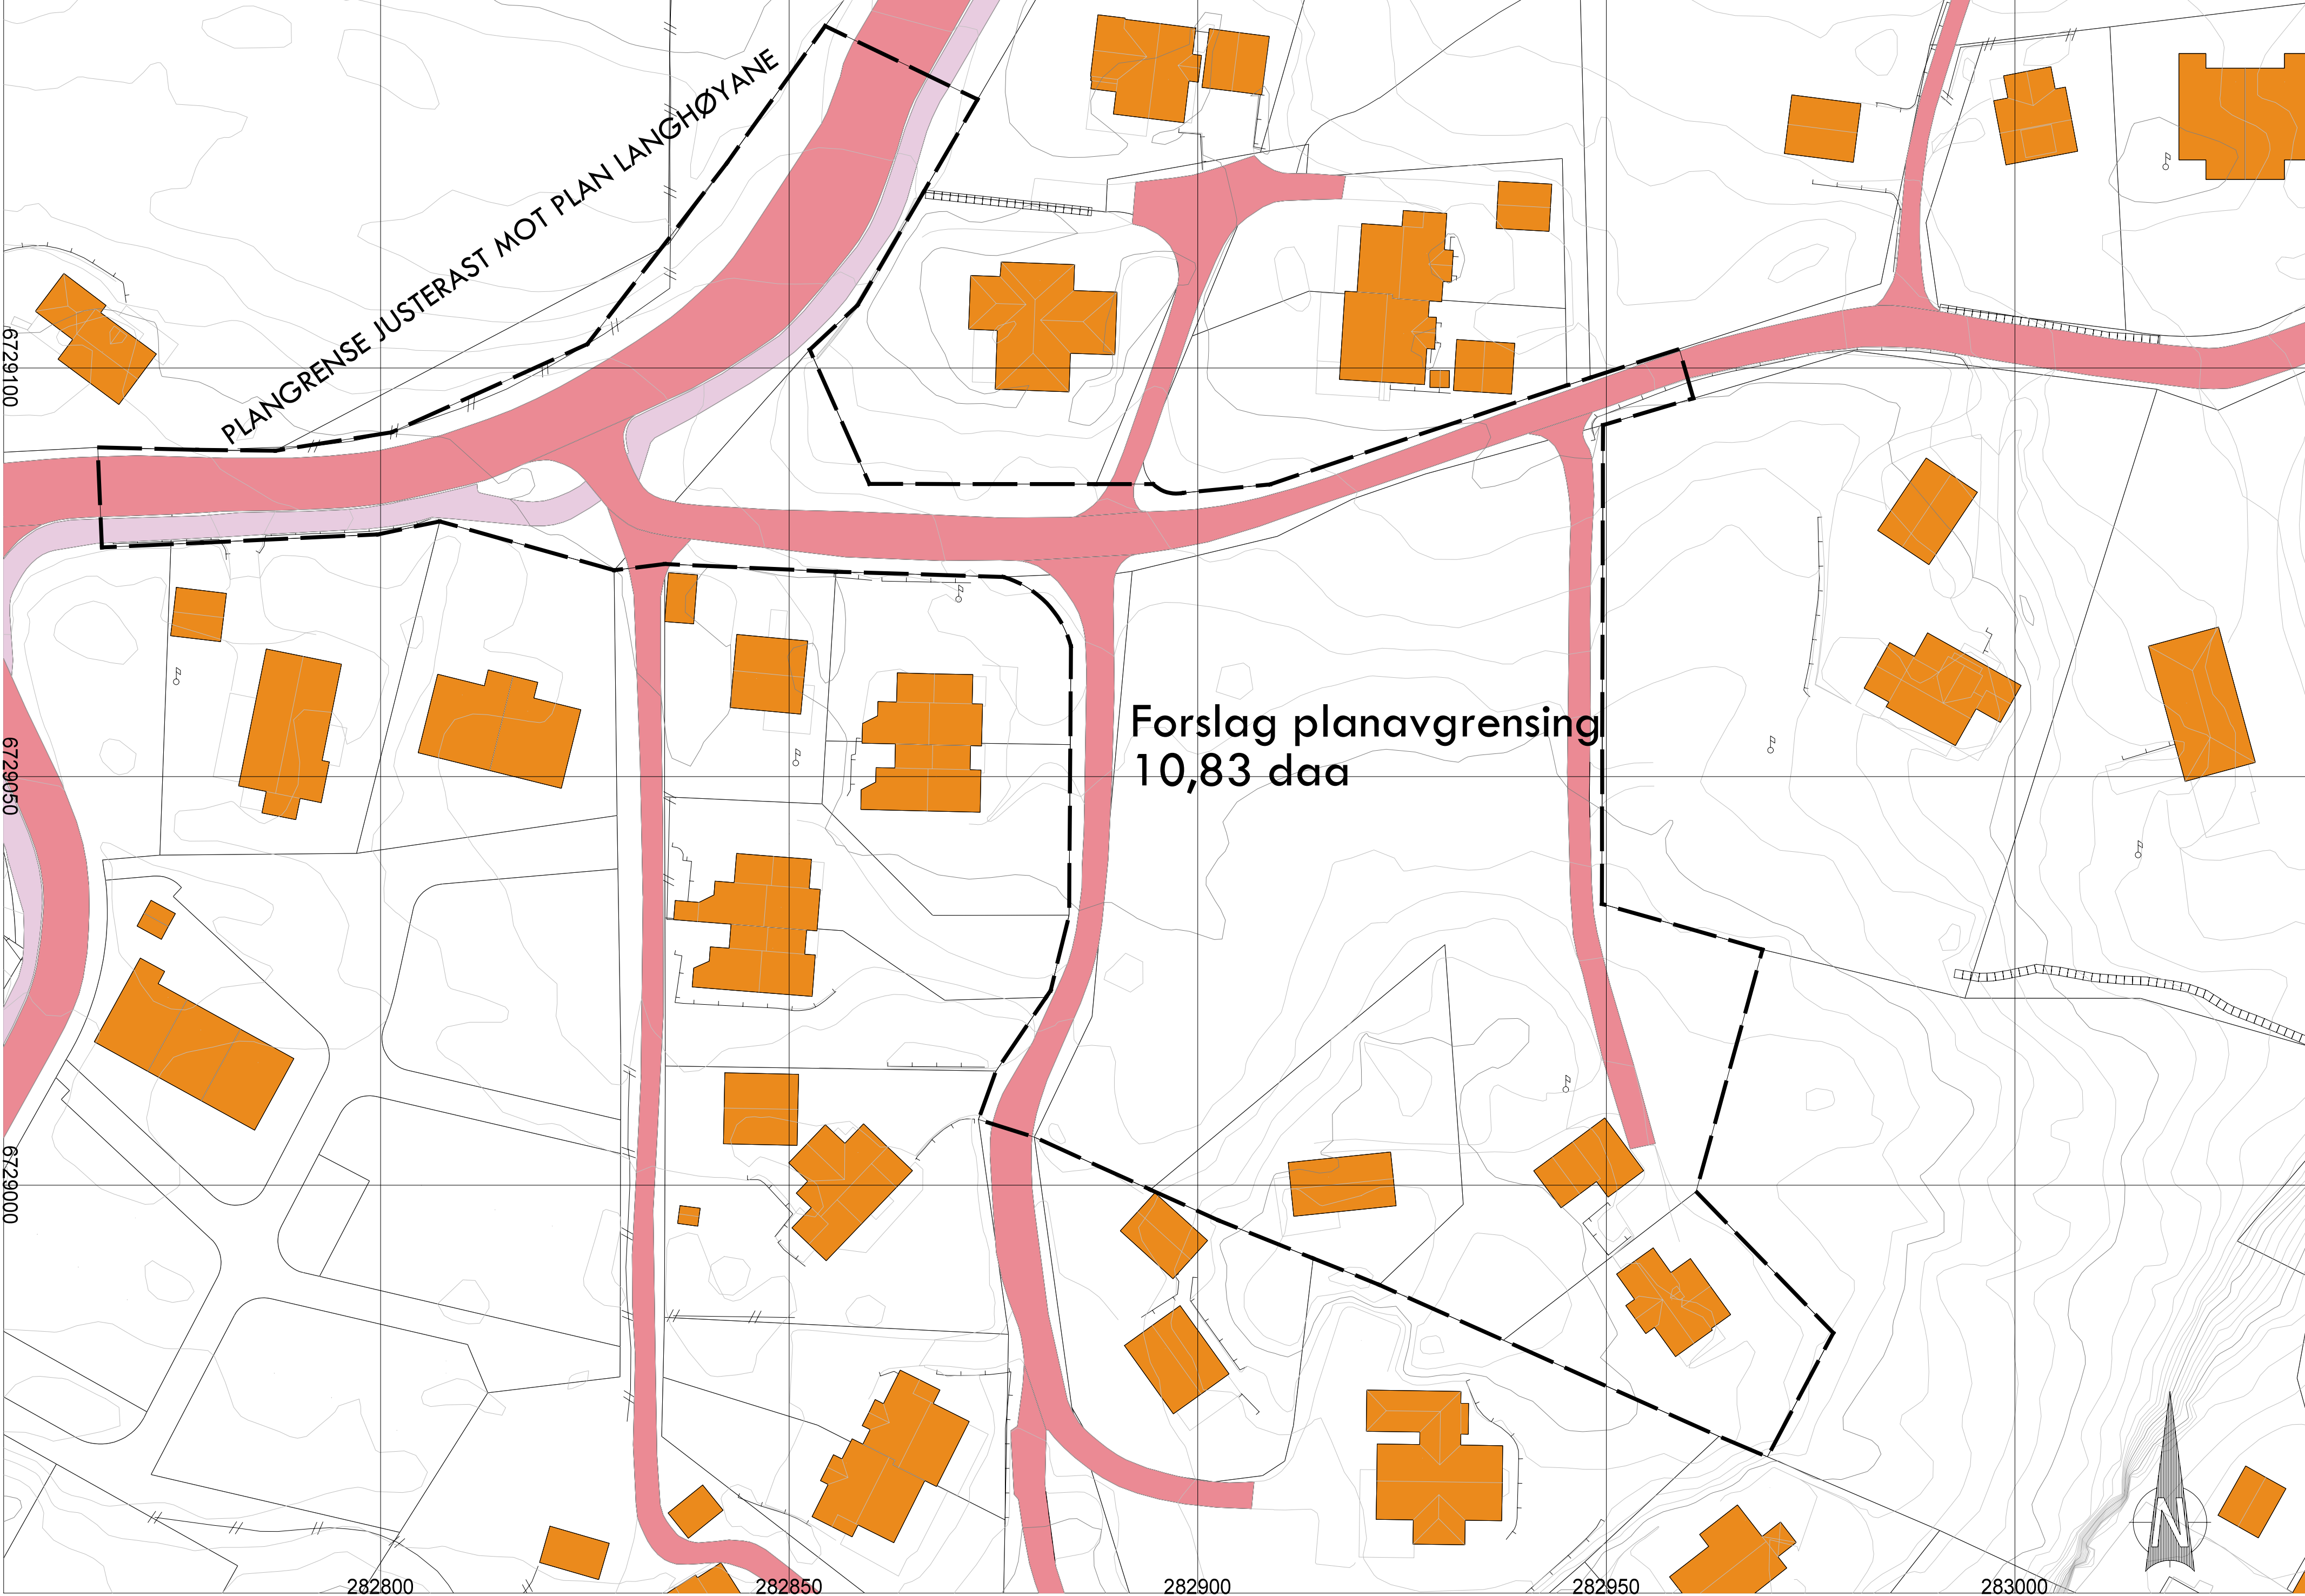 PLANGRENSE JUSTERAST MOT PLAN LANGHØYANE
6729100
Forslag planavgrensing
10,83 daa
6729050
6729000
N
282800
282850
282900
282950
283000